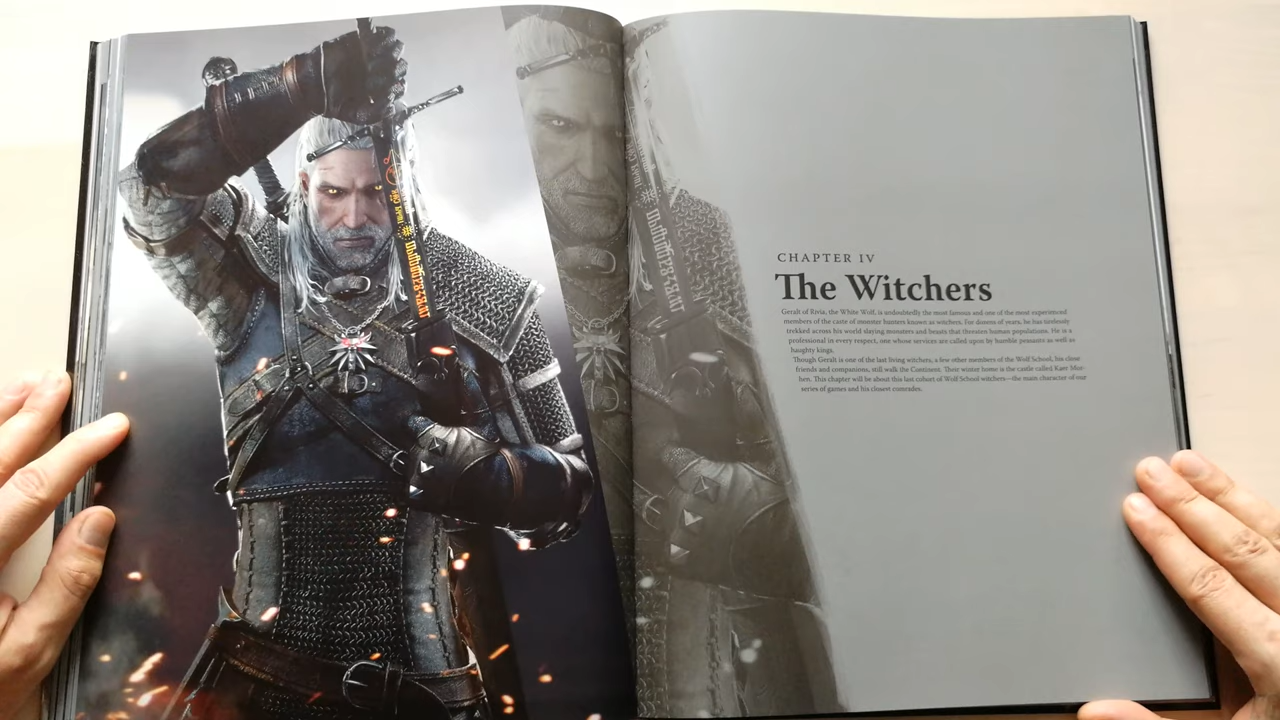 CHAPTER IV
The Witchers
Geralt of Rivia, the White Wolf, is undoubtedly the most famous and one of the most experienced
members of the caste of monster hunters known as witchers. For dozens of years, he has tirelessly
trekked across his world slaying monsters and beasts that threaten human populations. He is a
professional in every respect, one whose services are called upon by humble peasants as well as
haughty kings.
Though Geralt is one of the last living witchers, a few other members of the Wolf School, his close
friends and companions, still walk the Continent. Their winter home is the castle called Kaer Mor-
hen. This chapter will be about this last cohort of Wolf School witchers—the main character of our
series of games and his closest comrades.